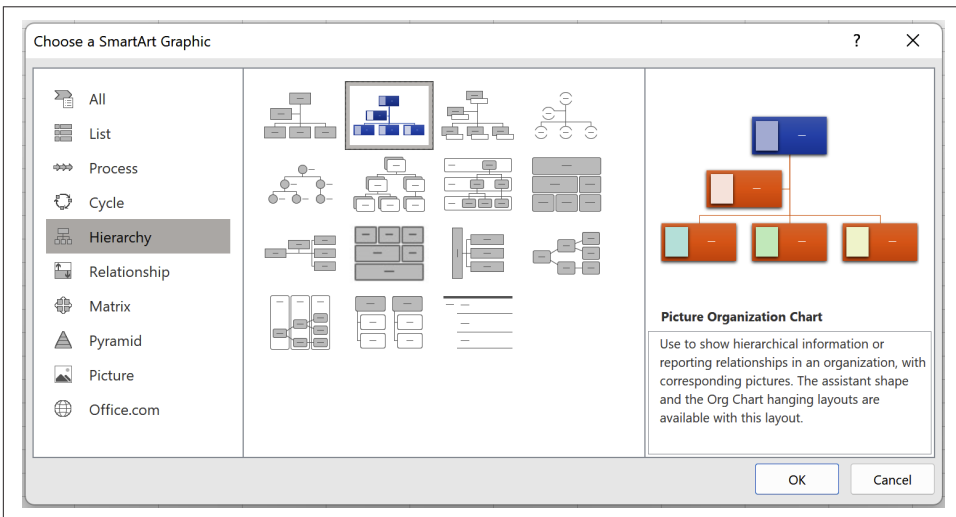 Choose a SmartArt Graphic
?
All
List
Process
Cycle
Hierarchy
Relationship
Matrix
Pyramid
Picture
Office.com
Picture Organization Chart
Use to show hierarchical information or
reporting relationships in an organization, with
corresponding pictures. The assistant shape
and the Org Chart hanging layouts are
available with this layout.
OK
Cancel